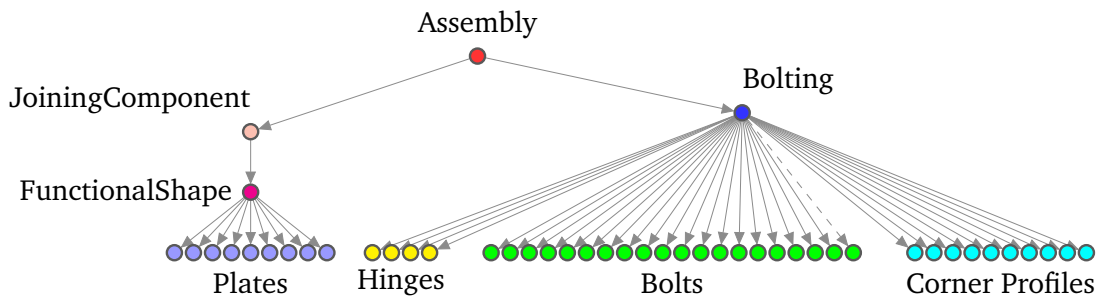 Assembly
Bolting
JoiningComponent
FunctionalShape
Plates
Hinges
Bolts
Corner Profiles